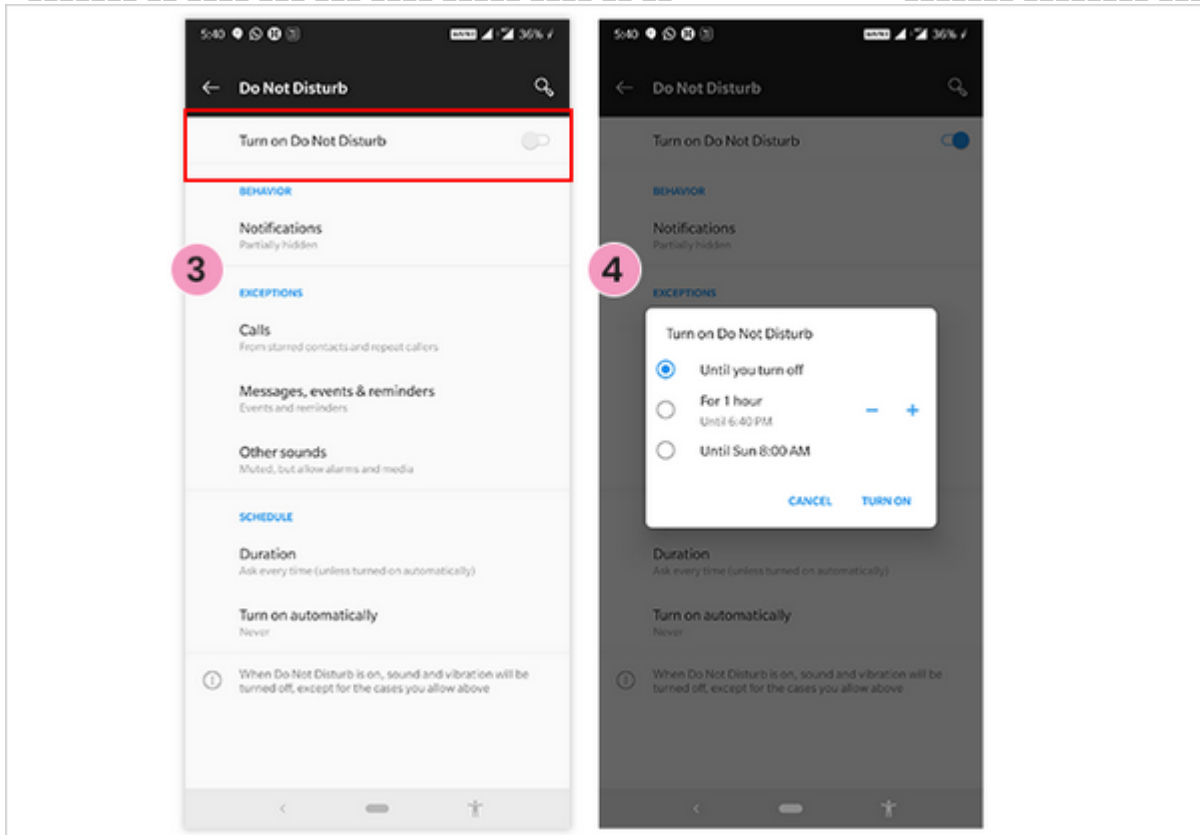 5:40
36%
Do Not Disturb
Turn on Do Not Disturb
BEHAVIOR
Notifications
Partially hidden
3
EXCEPTIONS
Calls
From starred contacts and repeat callers
Messages, events & reminders
Events and reminders
Other sounds
Muted, but allow alarms and media
SCHEDULE
Duration
Ask every time (unless turned on automatically)
Turn on automatically
Never
When Do Not Disturb is on, sound and vibration will be
turned off, except for the cases you allow above
5:40
36%
Do Not Disturb
Turn on Do Not Disturb
BEHAVIOR
Notifications
Partially hidden
4
EXCEPTIONS
Turn on Do Not Disturb
Until you turn off
For 1 hour
Until 6:40 PM
Until Sun 8:00 AM
CANCEL TURN ON
Duration
Ask every time (unless turned on automatically)
Turn on automatically
Never
When Do Not Disturb is on, sound and vibration will be
turned off, except for the cases you allow above